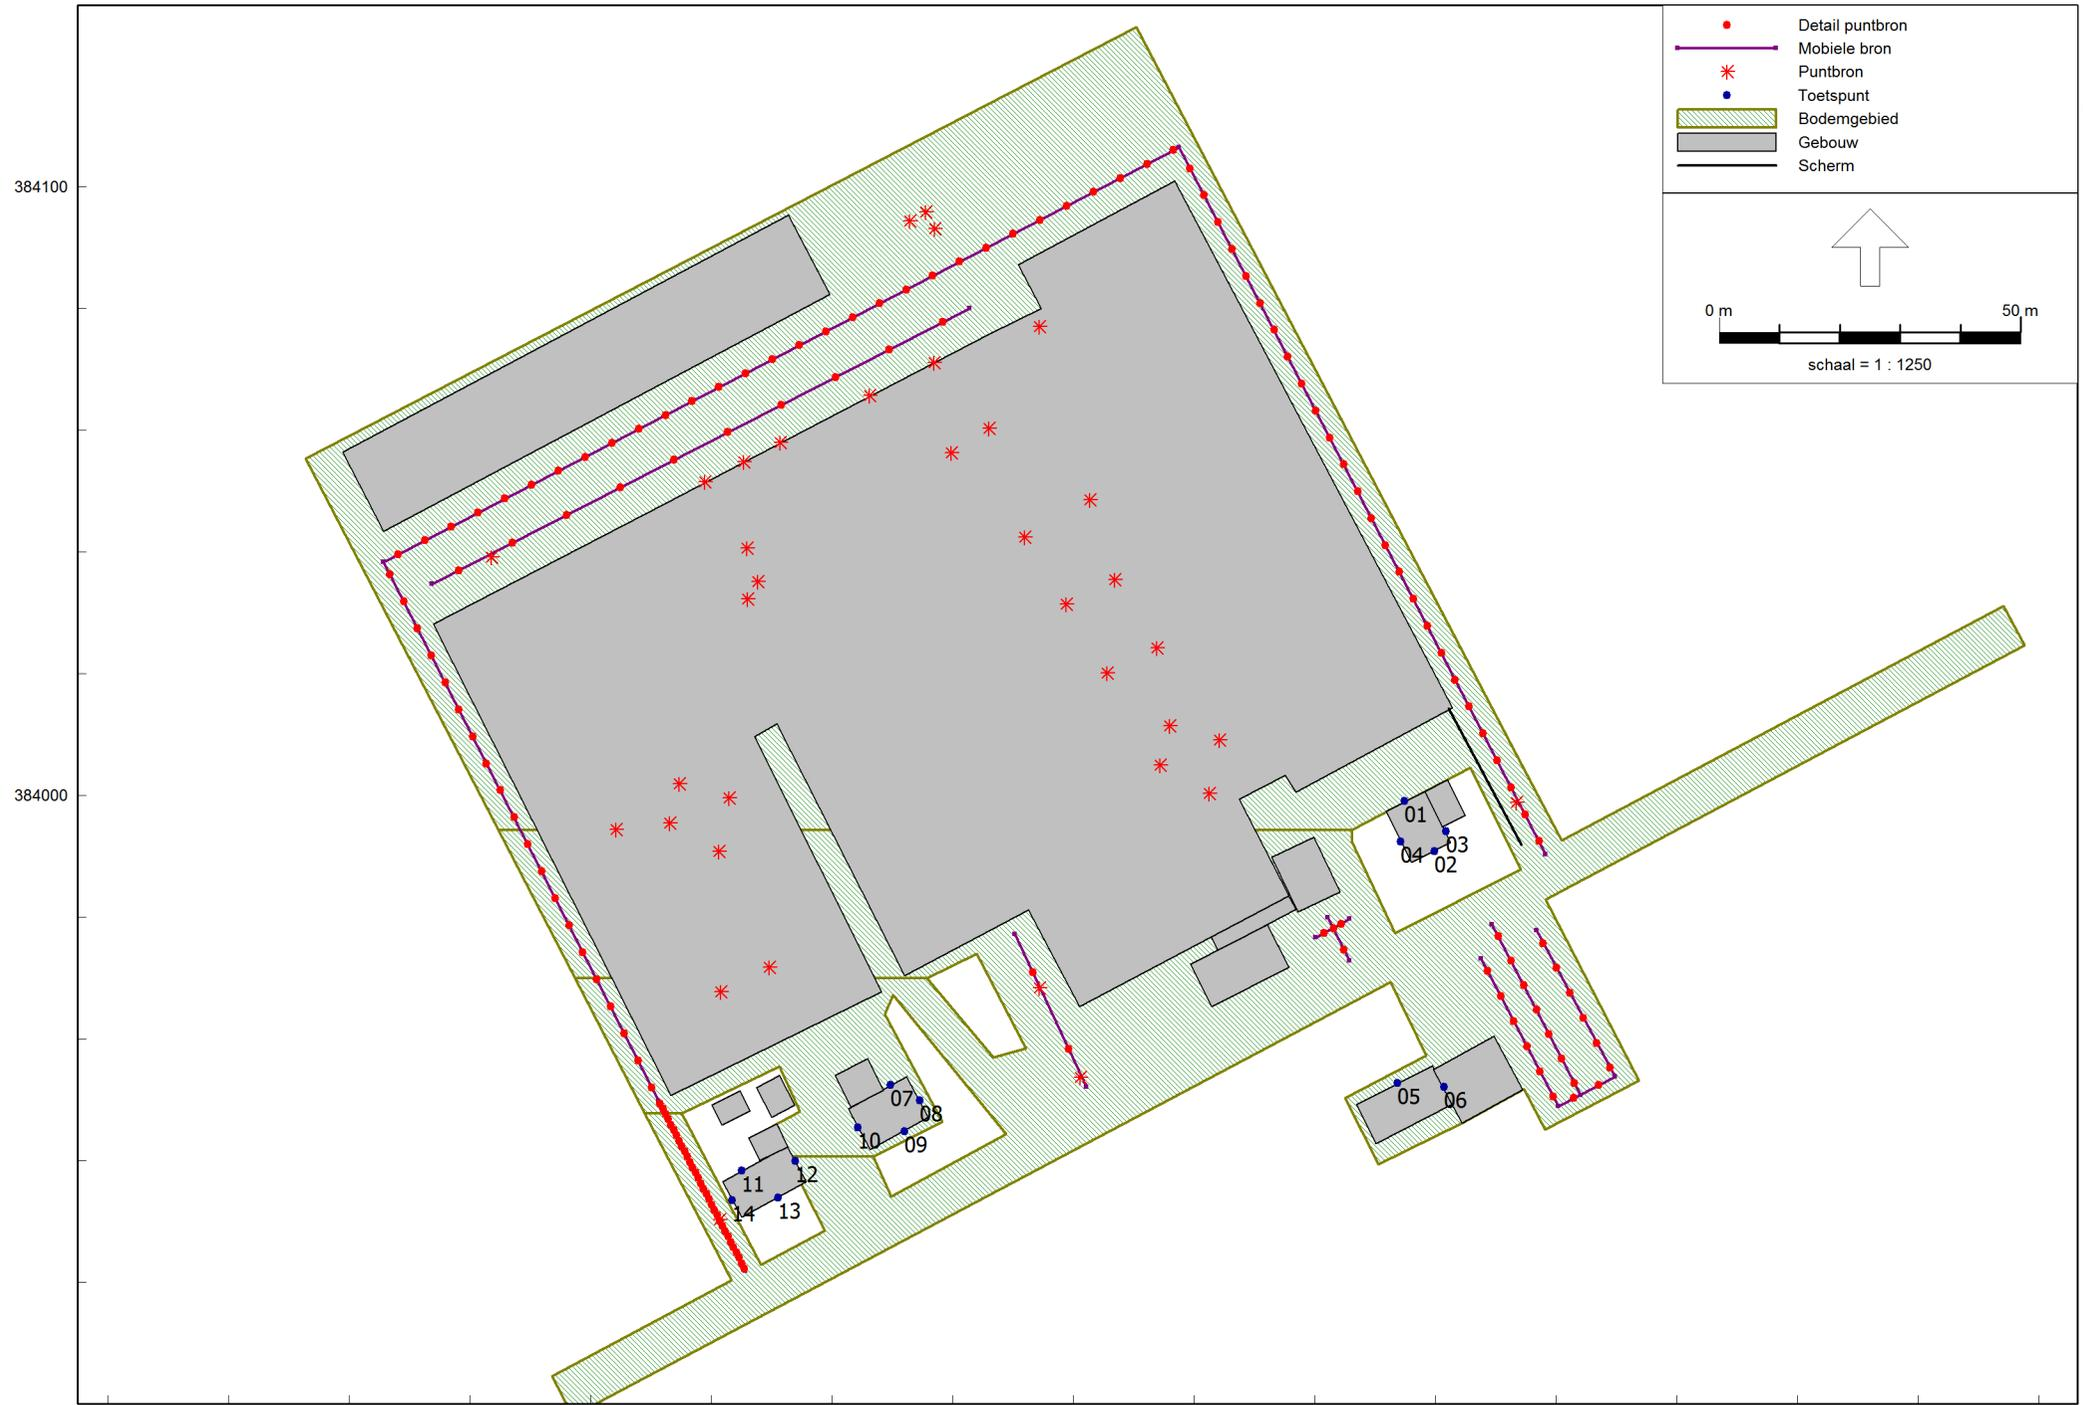 Detail puntbron
Mobiele bron
Puntbron
Toetspunt
Bodemgebied
Gebouw
Scherm
384100
0 m 50 m
schaal = 1 : 1250
384000
01
03
04
02
05
06
07
08
10
09
12
11
13
14